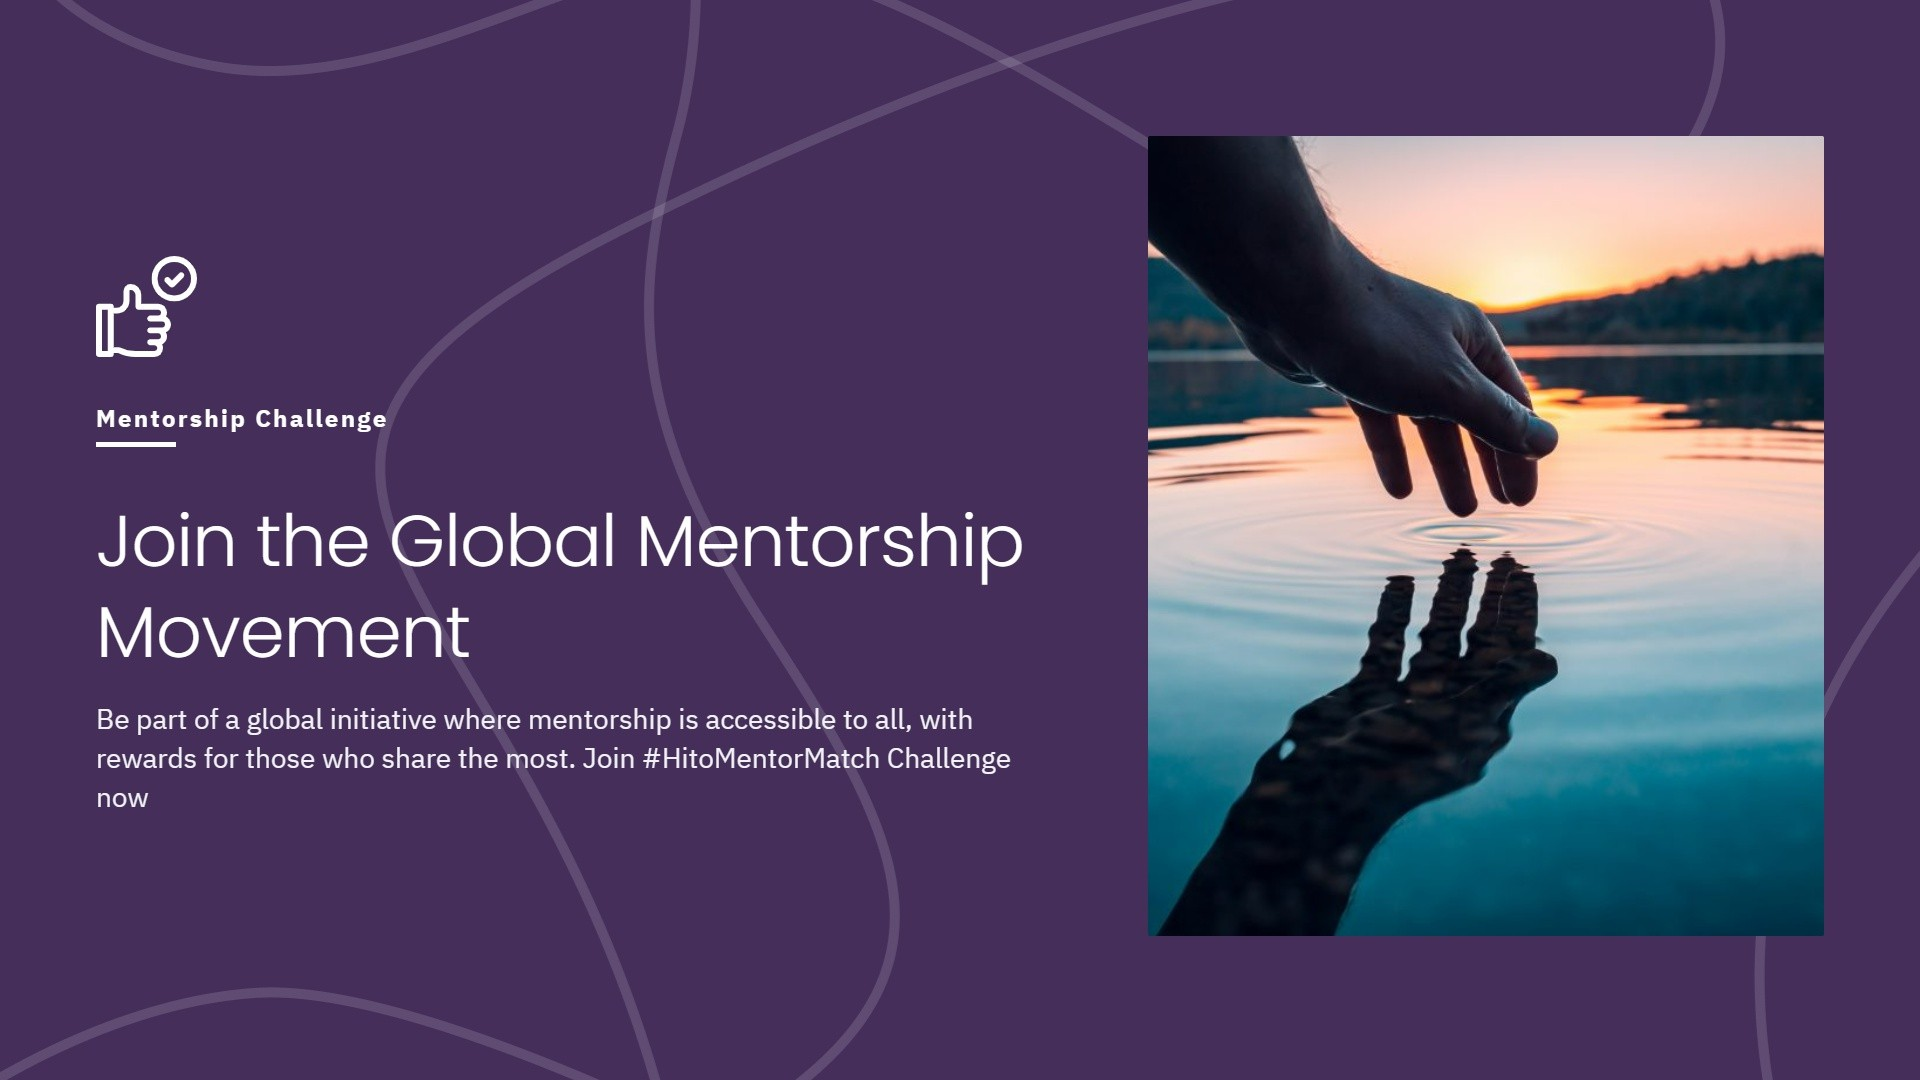 Mentorship Challenge
Join the Global Mentorship
Movement
Be part of a global initiative where mentorship is accessible to all, with
rewards for those who share the most. Join #HitoMentorMatch Challenge
now